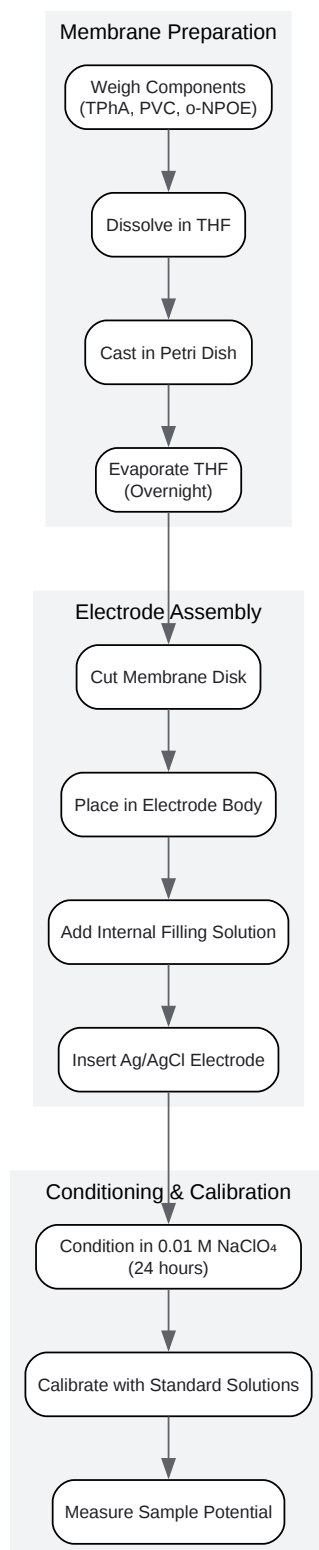 Membrane Preparation
Weigh Components
(TPhA, PVC, o-NPOE)
Dissolve in THF
Cast in Petri Dish
Evaporate THF
(Overnight)
Electrode Assembly
Cut Membrane Disk
Place in Electrode Body
Add Internal Filling Solution
Insert Ag/AgCl Electrode
Conditioning & Calibration
Condition in 0.01 M NaClO₄
(24 hours)
Calibrate with Standard Solutions
Measure Sample Potential